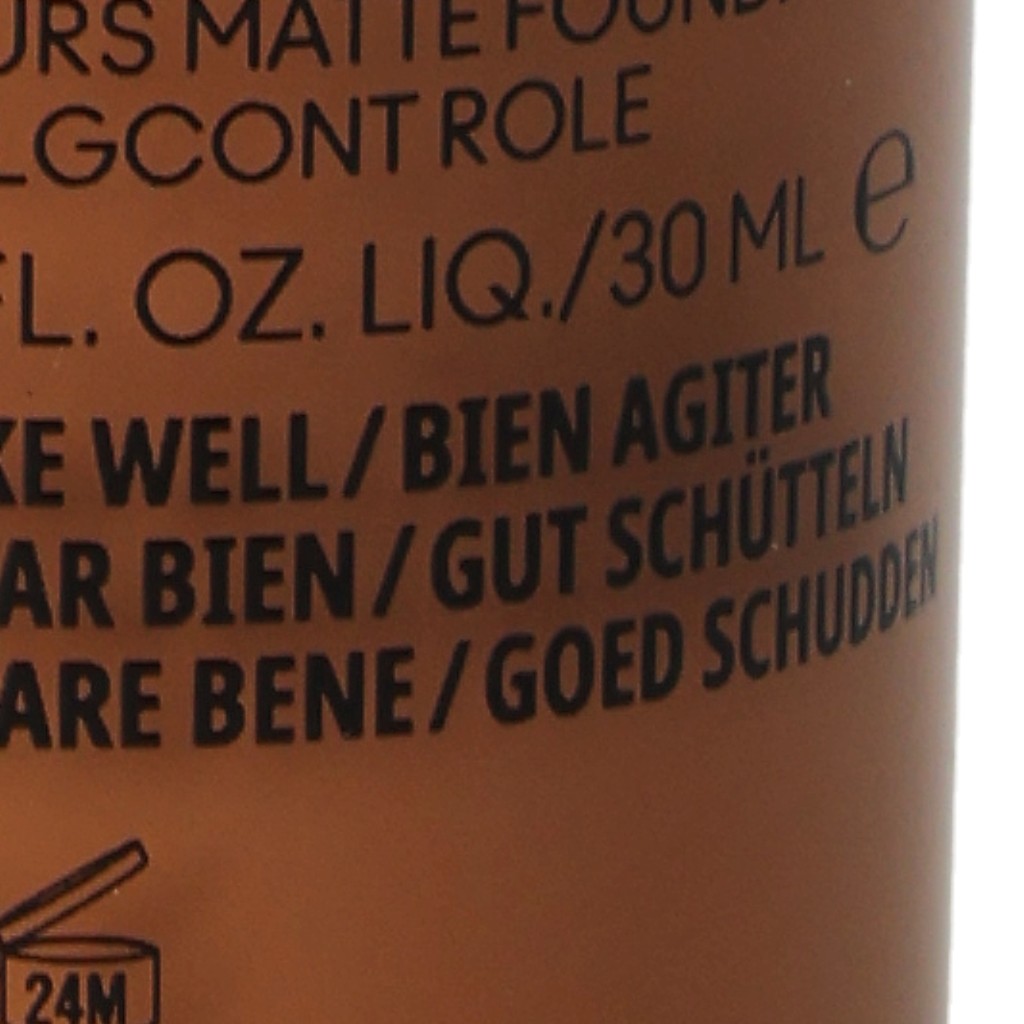 URS MATTE FOUND
LGCONT ROLE
FL. OZ. LIQ./30 ML e
KE WELL/BIEN AGITER
AR BIEN/GUT SCHÜTTELN
ARE BENE/GOED SCHUDDEN
24M